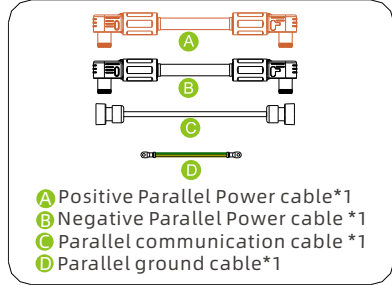 A
B
C
D
A Positive Parallel Power cable*1
B Negative Parallel Power cable *1
C Parallel communication cable *1
D Parallel ground cable*1